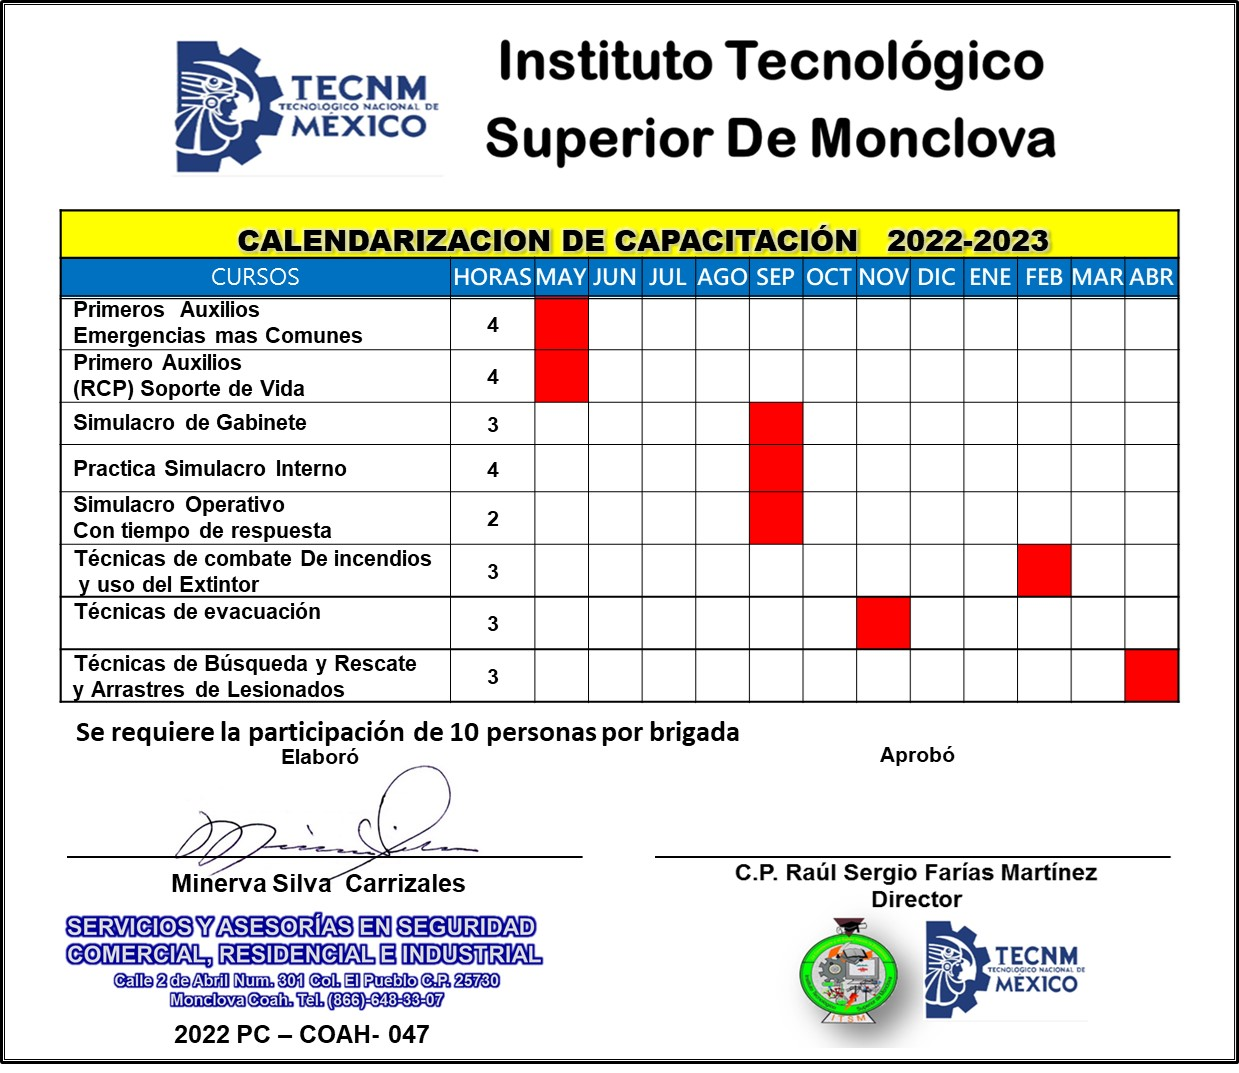 TECNM
TECNOLÓGICO NACIONAL DE
MÉXICO
Instituto Tecnológico
Superior De Monclova
CALENDARIZACION DE CAPACITACIÓN 2022-2023
CURSOS HORAS MAY JUN JUL AGO SEP OCT NOV DIC ENE FEB MAR ABR
Primeros Auxilios
Emergencias mas Comunes
4
Primero Auxilios
(RCP) Soporte de Vida
4
Simulacro de Gabinete 3
Practica Simulacro Interno 4
Simulacro Operativo
Con tiempo de respuesta
2
Técnicas de combate De incendios
y uso del Extintor
3
Técnicas de evacuación
3
Técnicas de Búsqueda y Rescate
y Arrastres de Lesionados
3
Se requiere la participación de 10 personas por brigada
Elaboró
Aprobó
Minerva Silva Carrizales
C.P. Raúl Sergio Farías Martínez
Director
SERVICIOS Y ASESORÍAS EN SEGURIDAD
COMERCIAL, RESIDENCIAL E INDUSTRIAL
Calle 2 de Abril Num. 301 Col. El Pueblo C.P. 25730
Monclova Coah. Tel. (866)-648-33-07
2022 PC – COAH- 047
ITSM
TECNM
TECNOLÓGICO NACIONAL DE
MÉXICO